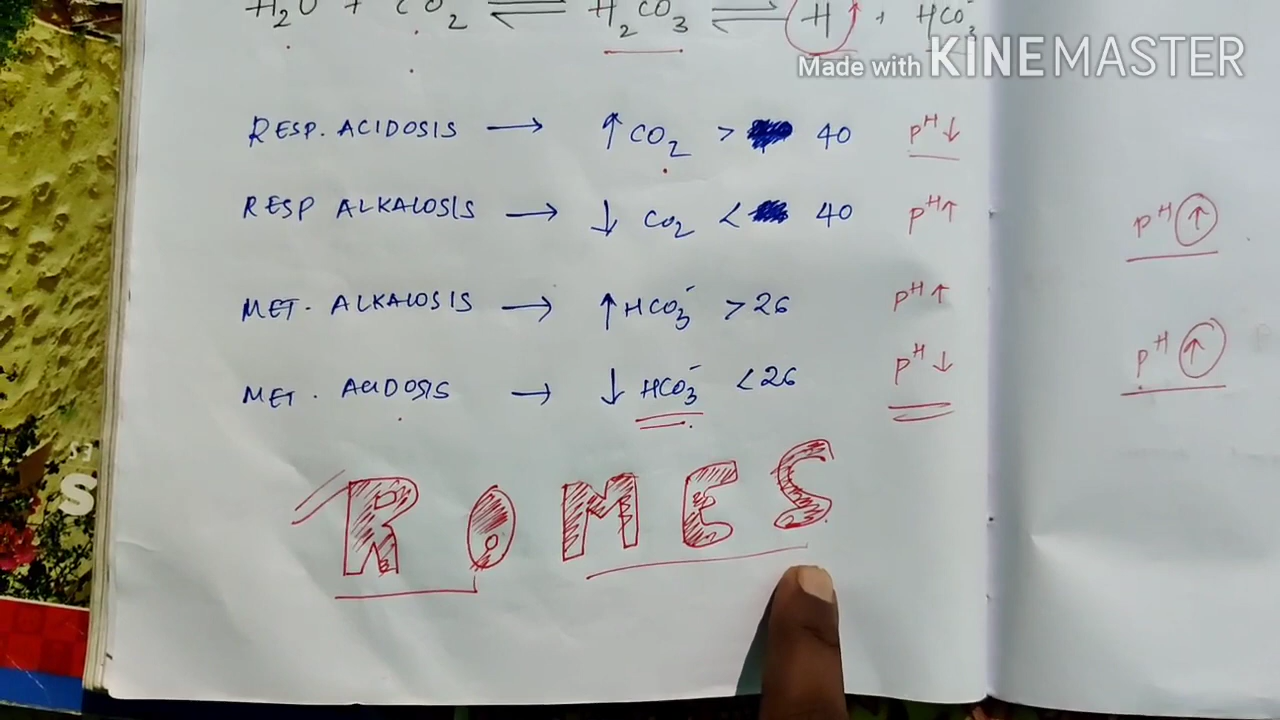 H2O + CO2 ⇌ H2CO3 ⇌ H↑ + HCO3-
Made with KINEMASTER
RESP. ACIDOSIS → ↑ CO2 > 40 pH↓
RESP ALKALOSIS → ↓ CO2 < 40 pH↑
pH↑
MET. ALKALOSIS → ↑ HCO3- > 26 pH↑
MET. ACIDOSIS → ↓ HCO3- < 26 pH↓
pH↑
ROMES
S